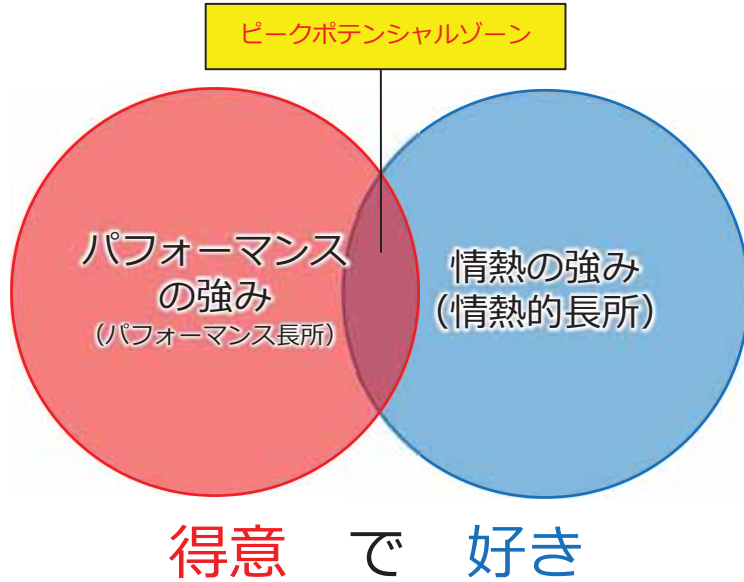 ピークポテンシャルゾーン
パフォーマンス
の強み
（パフォーマンス長所）
情熱の強み
（情熱的長所）
得意 で 好き